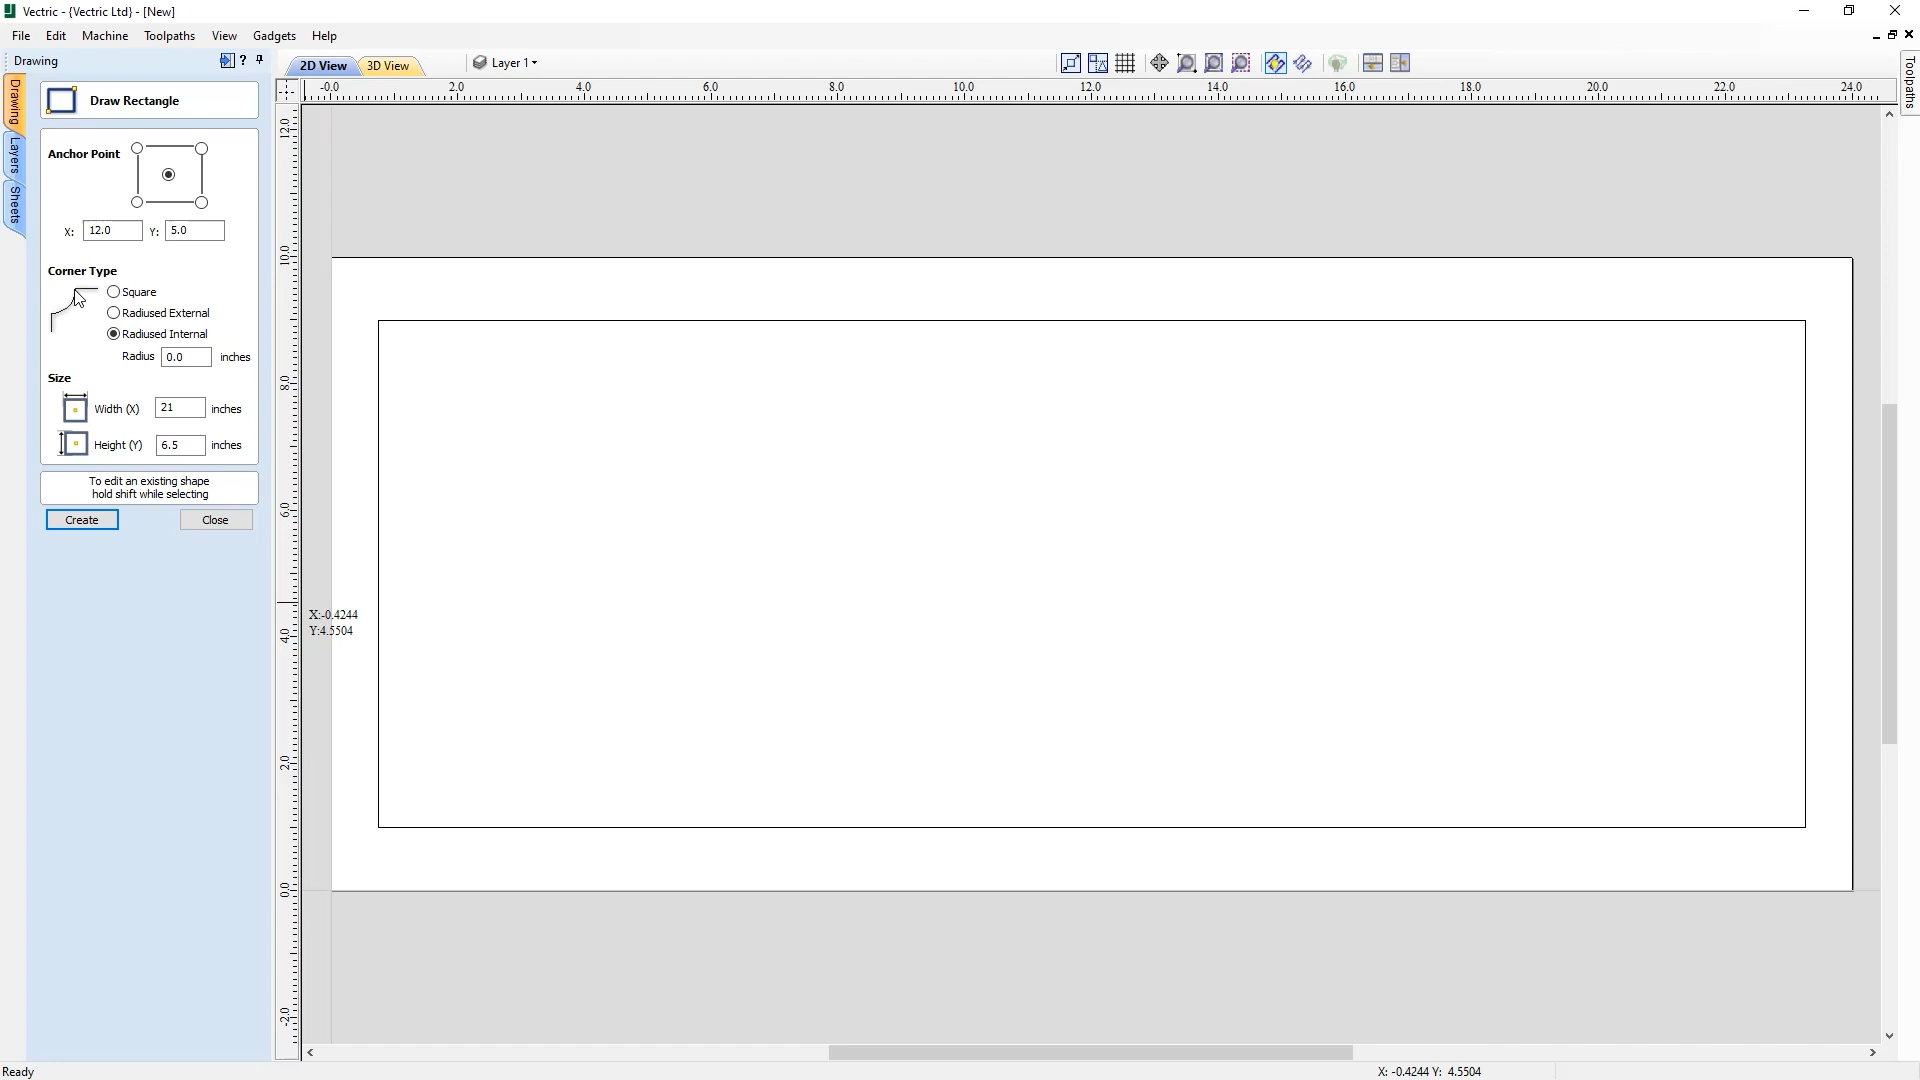 Vectric - {Vectric Ltd} - [New]
File Edit Machine Toolpaths View Gadgets Help
Drawing ?
2D View 3D View Layer 1
Drawing
Layers
Sheets
Toolpaths
Draw Rectangle
Anchor Point
X: 12.0 Y: 5.0
Corner Type
Square
Radiused External
Radiused Internal
Radius 0.0 inches
Size
Width (X) 21 inches
Height (Y) 6.5 inches
To edit an existing shape
hold shift while selecting
Create Close
-0.0 2.0 4.0 6.0 8.0 10.0 12.0 14.0 16.0 18.0 20.0 22.0 24.0
12.0
10.0
8.0
6.0
4.0
2.0
0.0
-2.0
X:-0.4244
Y:4.5504
Ready
X: -0.4244 Y: 4.5504